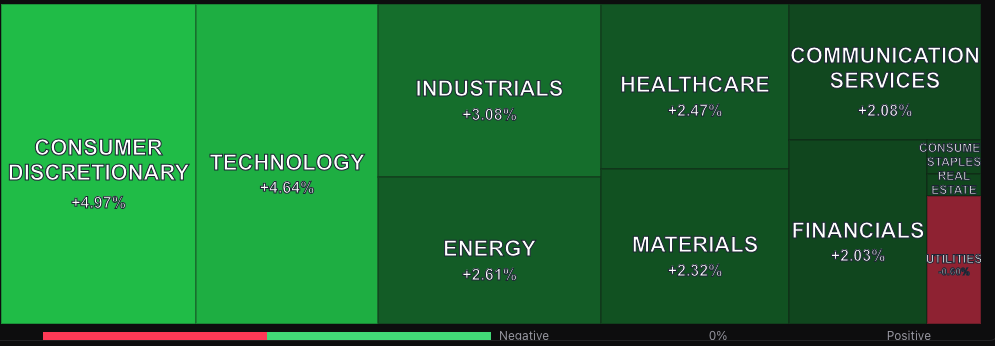 CONSUMER
DISCRETIONARY
+4.97%
TECHNOLOGY
+4.64%
INDUSTRIALS
+3.08%
ENERGY
+2.61%
HEALTHCARE
+2.47%
MATERIALS
+2.32%
COMMUNICATION
SERVICES
+2.08%
FINANCIALS
+2.03%
CONSUME
STAPLES
REAL
ESTATE
UTILITIES
Negative
0%
Positive